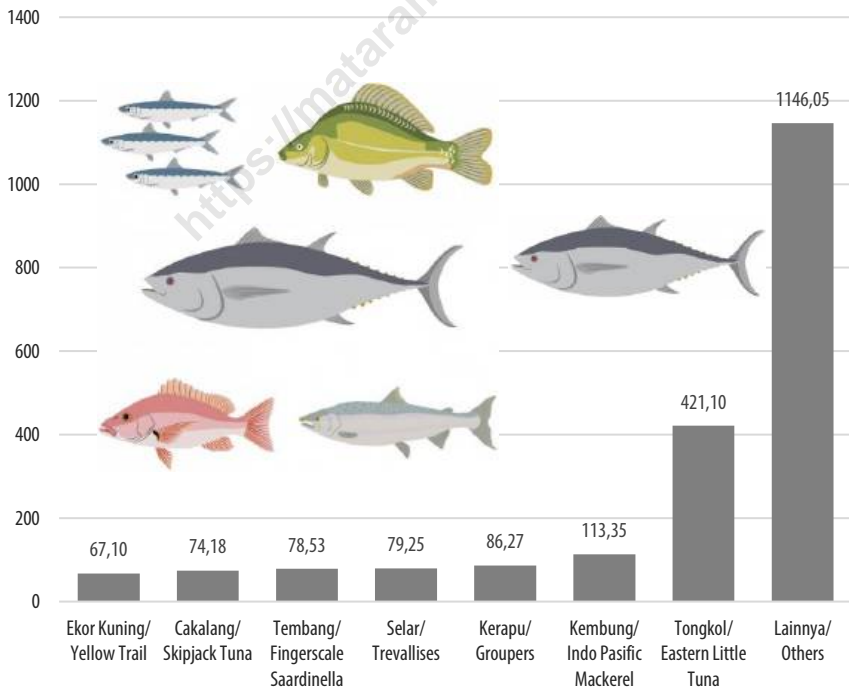 1400
1200
1000
800
600
400
200
0
https://mataram
67,10
74,18
78,53
79,25
86,27
113,35
421,10
1146,05
Ekor Kuning/
Yellow Trail
Cakalang/
Skipjack Tuna
Tembang/
Fingerscale
Saardinella
Selar/
Trevallises
Kerapu/
Groupers
Kembung/
Indo Pasific
Mackerel
Tongkol/
Eastern Little
Tuna
Lainnya/
Others